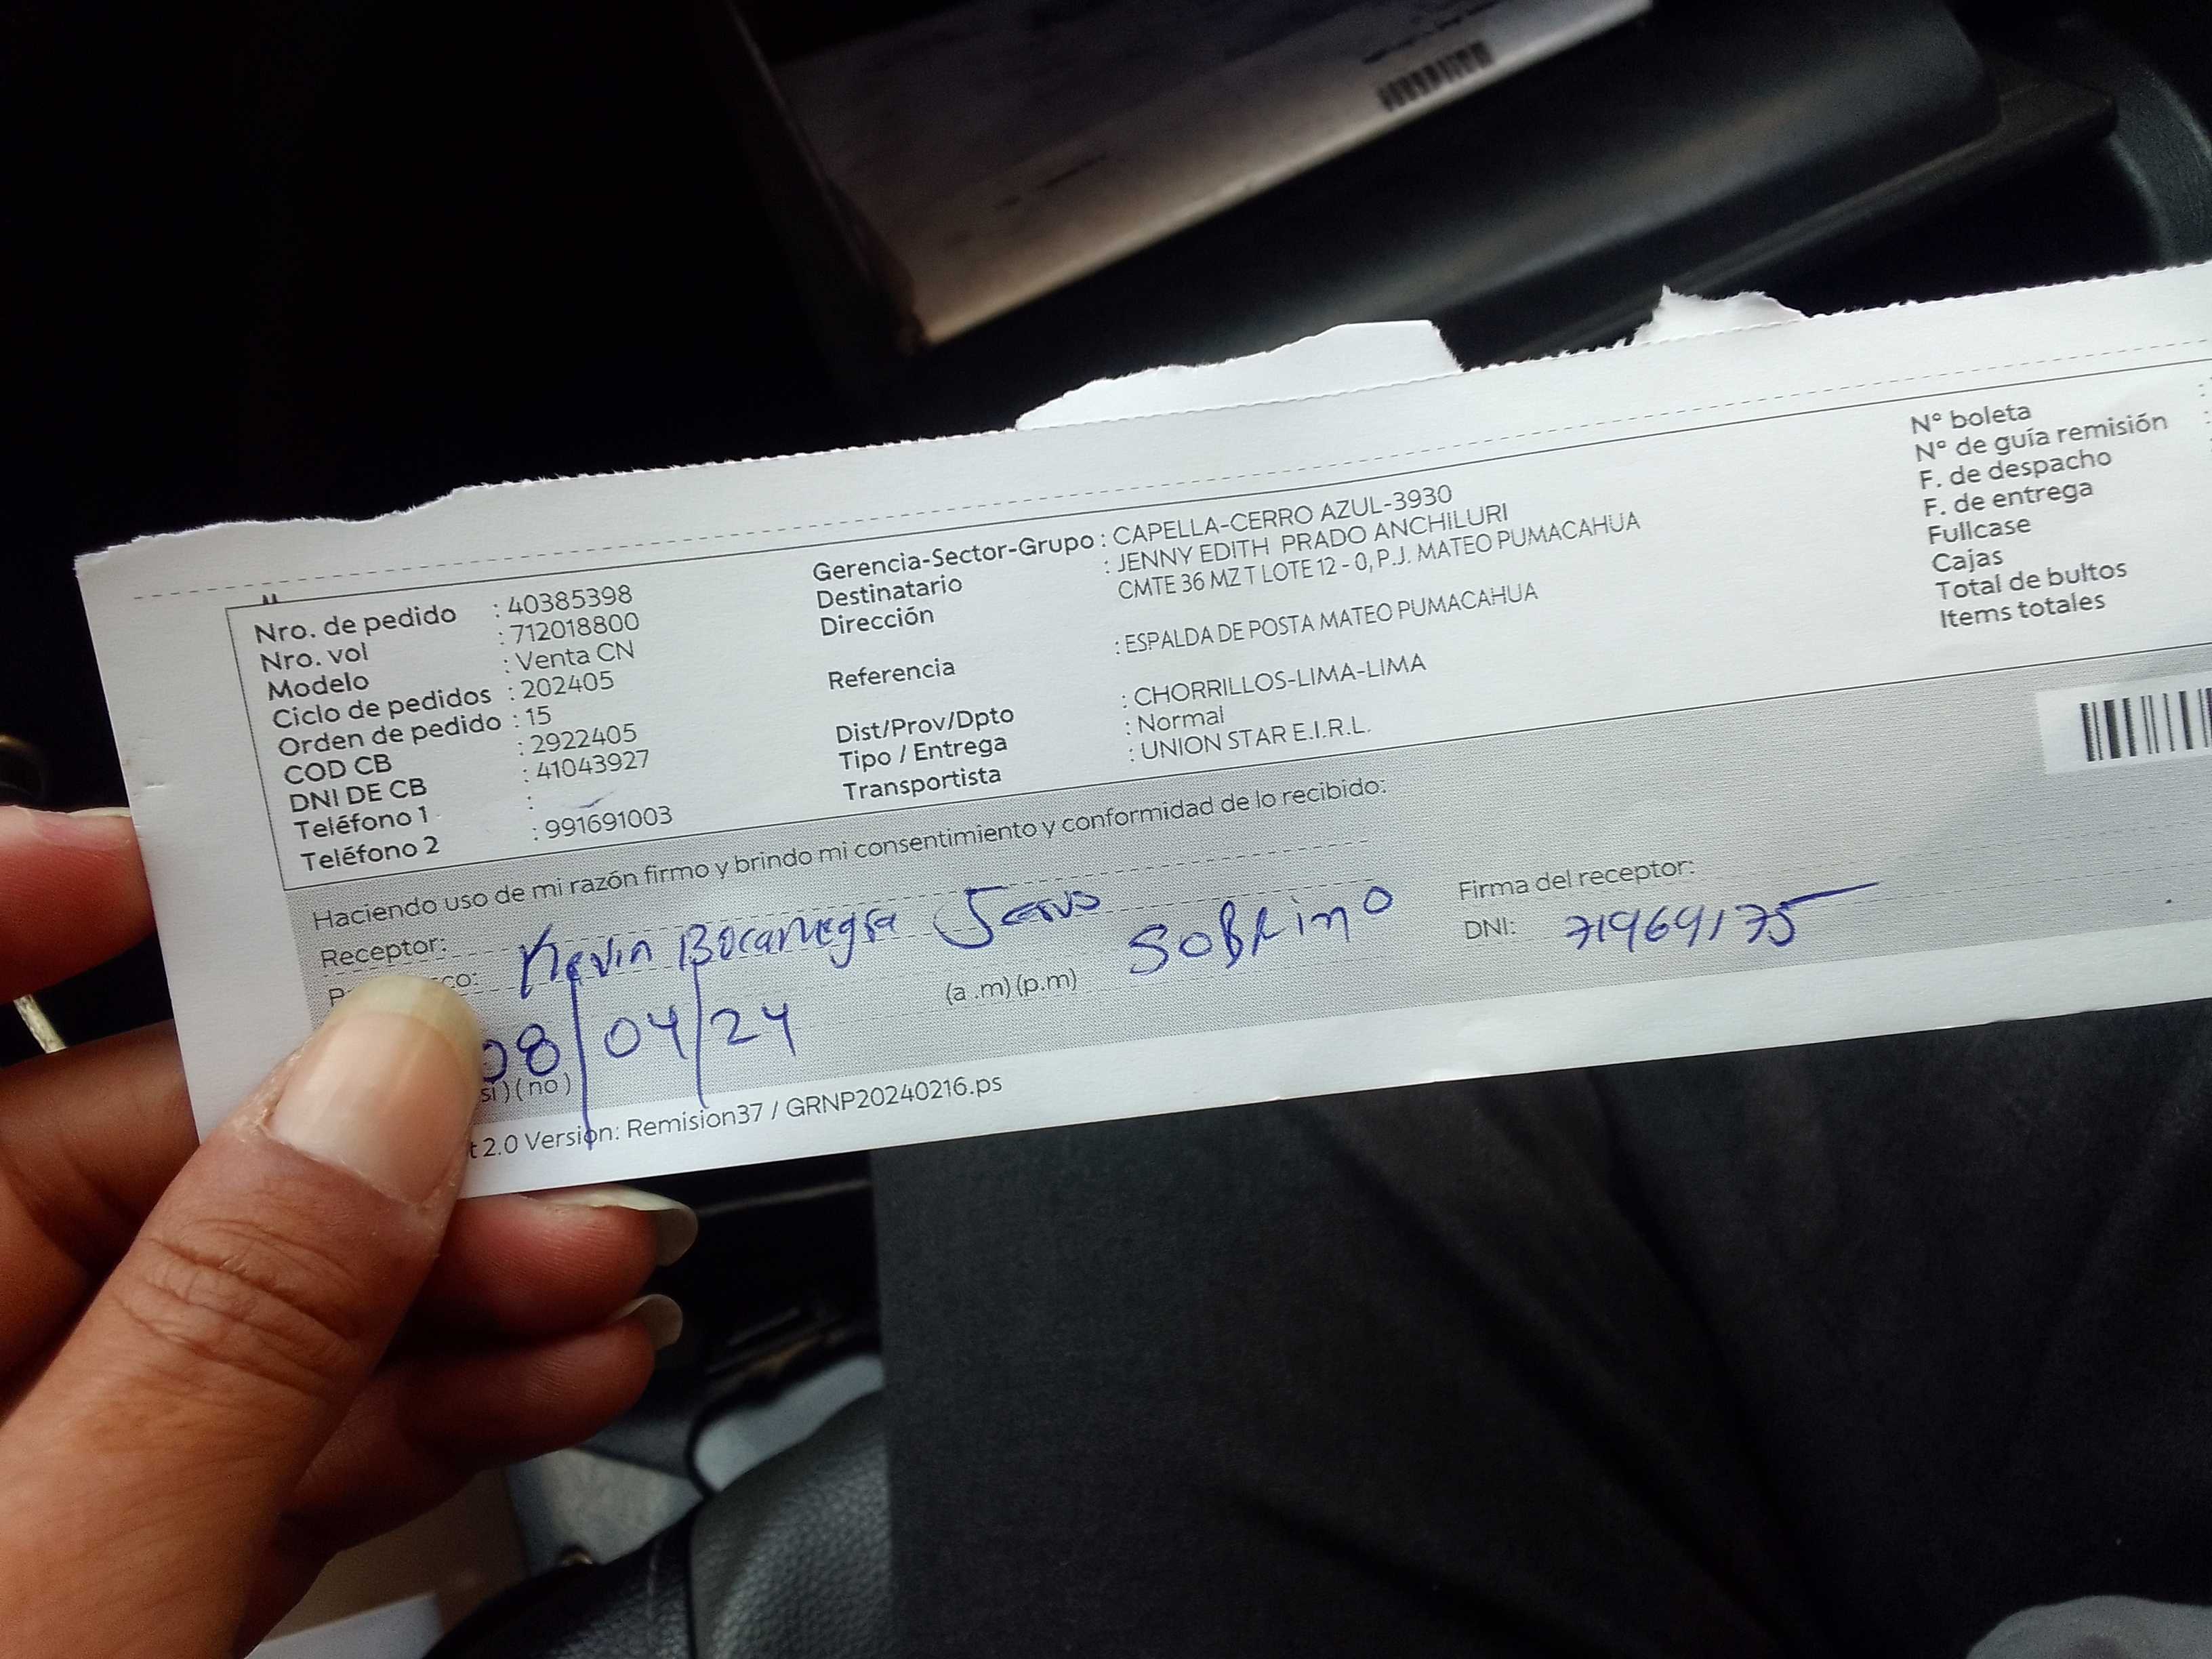 Nro. de pedido : 40385398
Nro. vol : 712018800
Modelo : Venta CN
Ciclo de pedidos : 202405
Orden de pedido : 15
COD CB : 2922405
DNI DE CB : 41043927
Teléfono 1 :
Teléfono 2 : 991691003
Gerencia-Sector-Grupo : CAPELLA-CERRO AZUL-3930
Destinatario : JENNY EDITH PRADO ANCHILURI
Dirección CMTE 36 MZ T LOTE 12 - 0, P.J. MATEO PUMACAHUA
Referencia : ESPALDA DE POSTA MATEO PUMACAHUA
Dist/Prov/Dpto : CHORRILLOS-LIMA-LIMA
Tipo / Entrega : Normal
Transportista : UNION STAR E.I.R.L.
N° boleta :
N° de guía remisión :
F. de despacho
F. de entrega
Fullcase
Cajas
Total de bultos
Items totales
Haciendo uso de mi razón firmo y brindo mi consentimiento y conformidad de lo recibido:
Receptor: Kevin Bocanegra
co: SOBRINO
Firma del receptor:
DNI: 71969175
08/04/24 (a .m) (p.m)
si ) ( no )
t 2.0 Version: Remision37 / GRNP20240216.ps